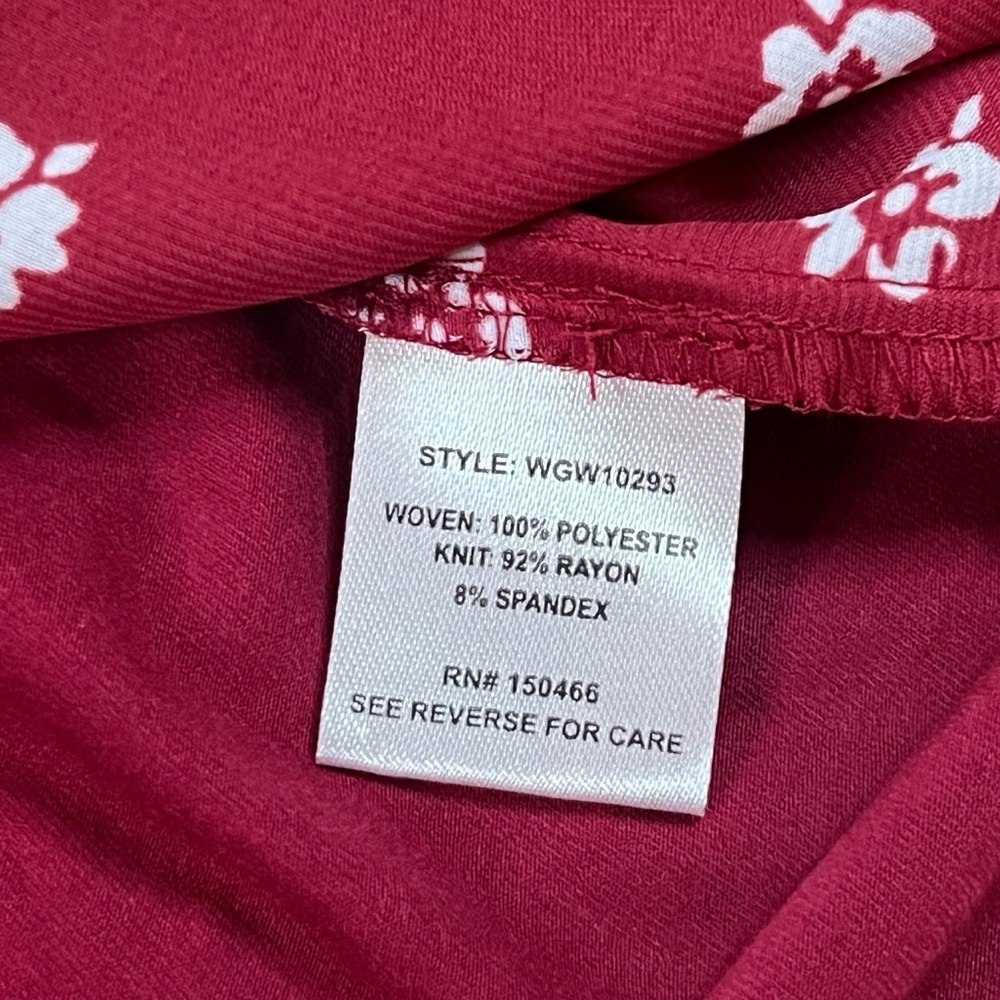 STYLE: WGW10293
WOVEN: 100% POLYESTER
KNIT: 92% RAYON
8% SPANDEX
RN# 150466
SEE REVERSE FOR CARE